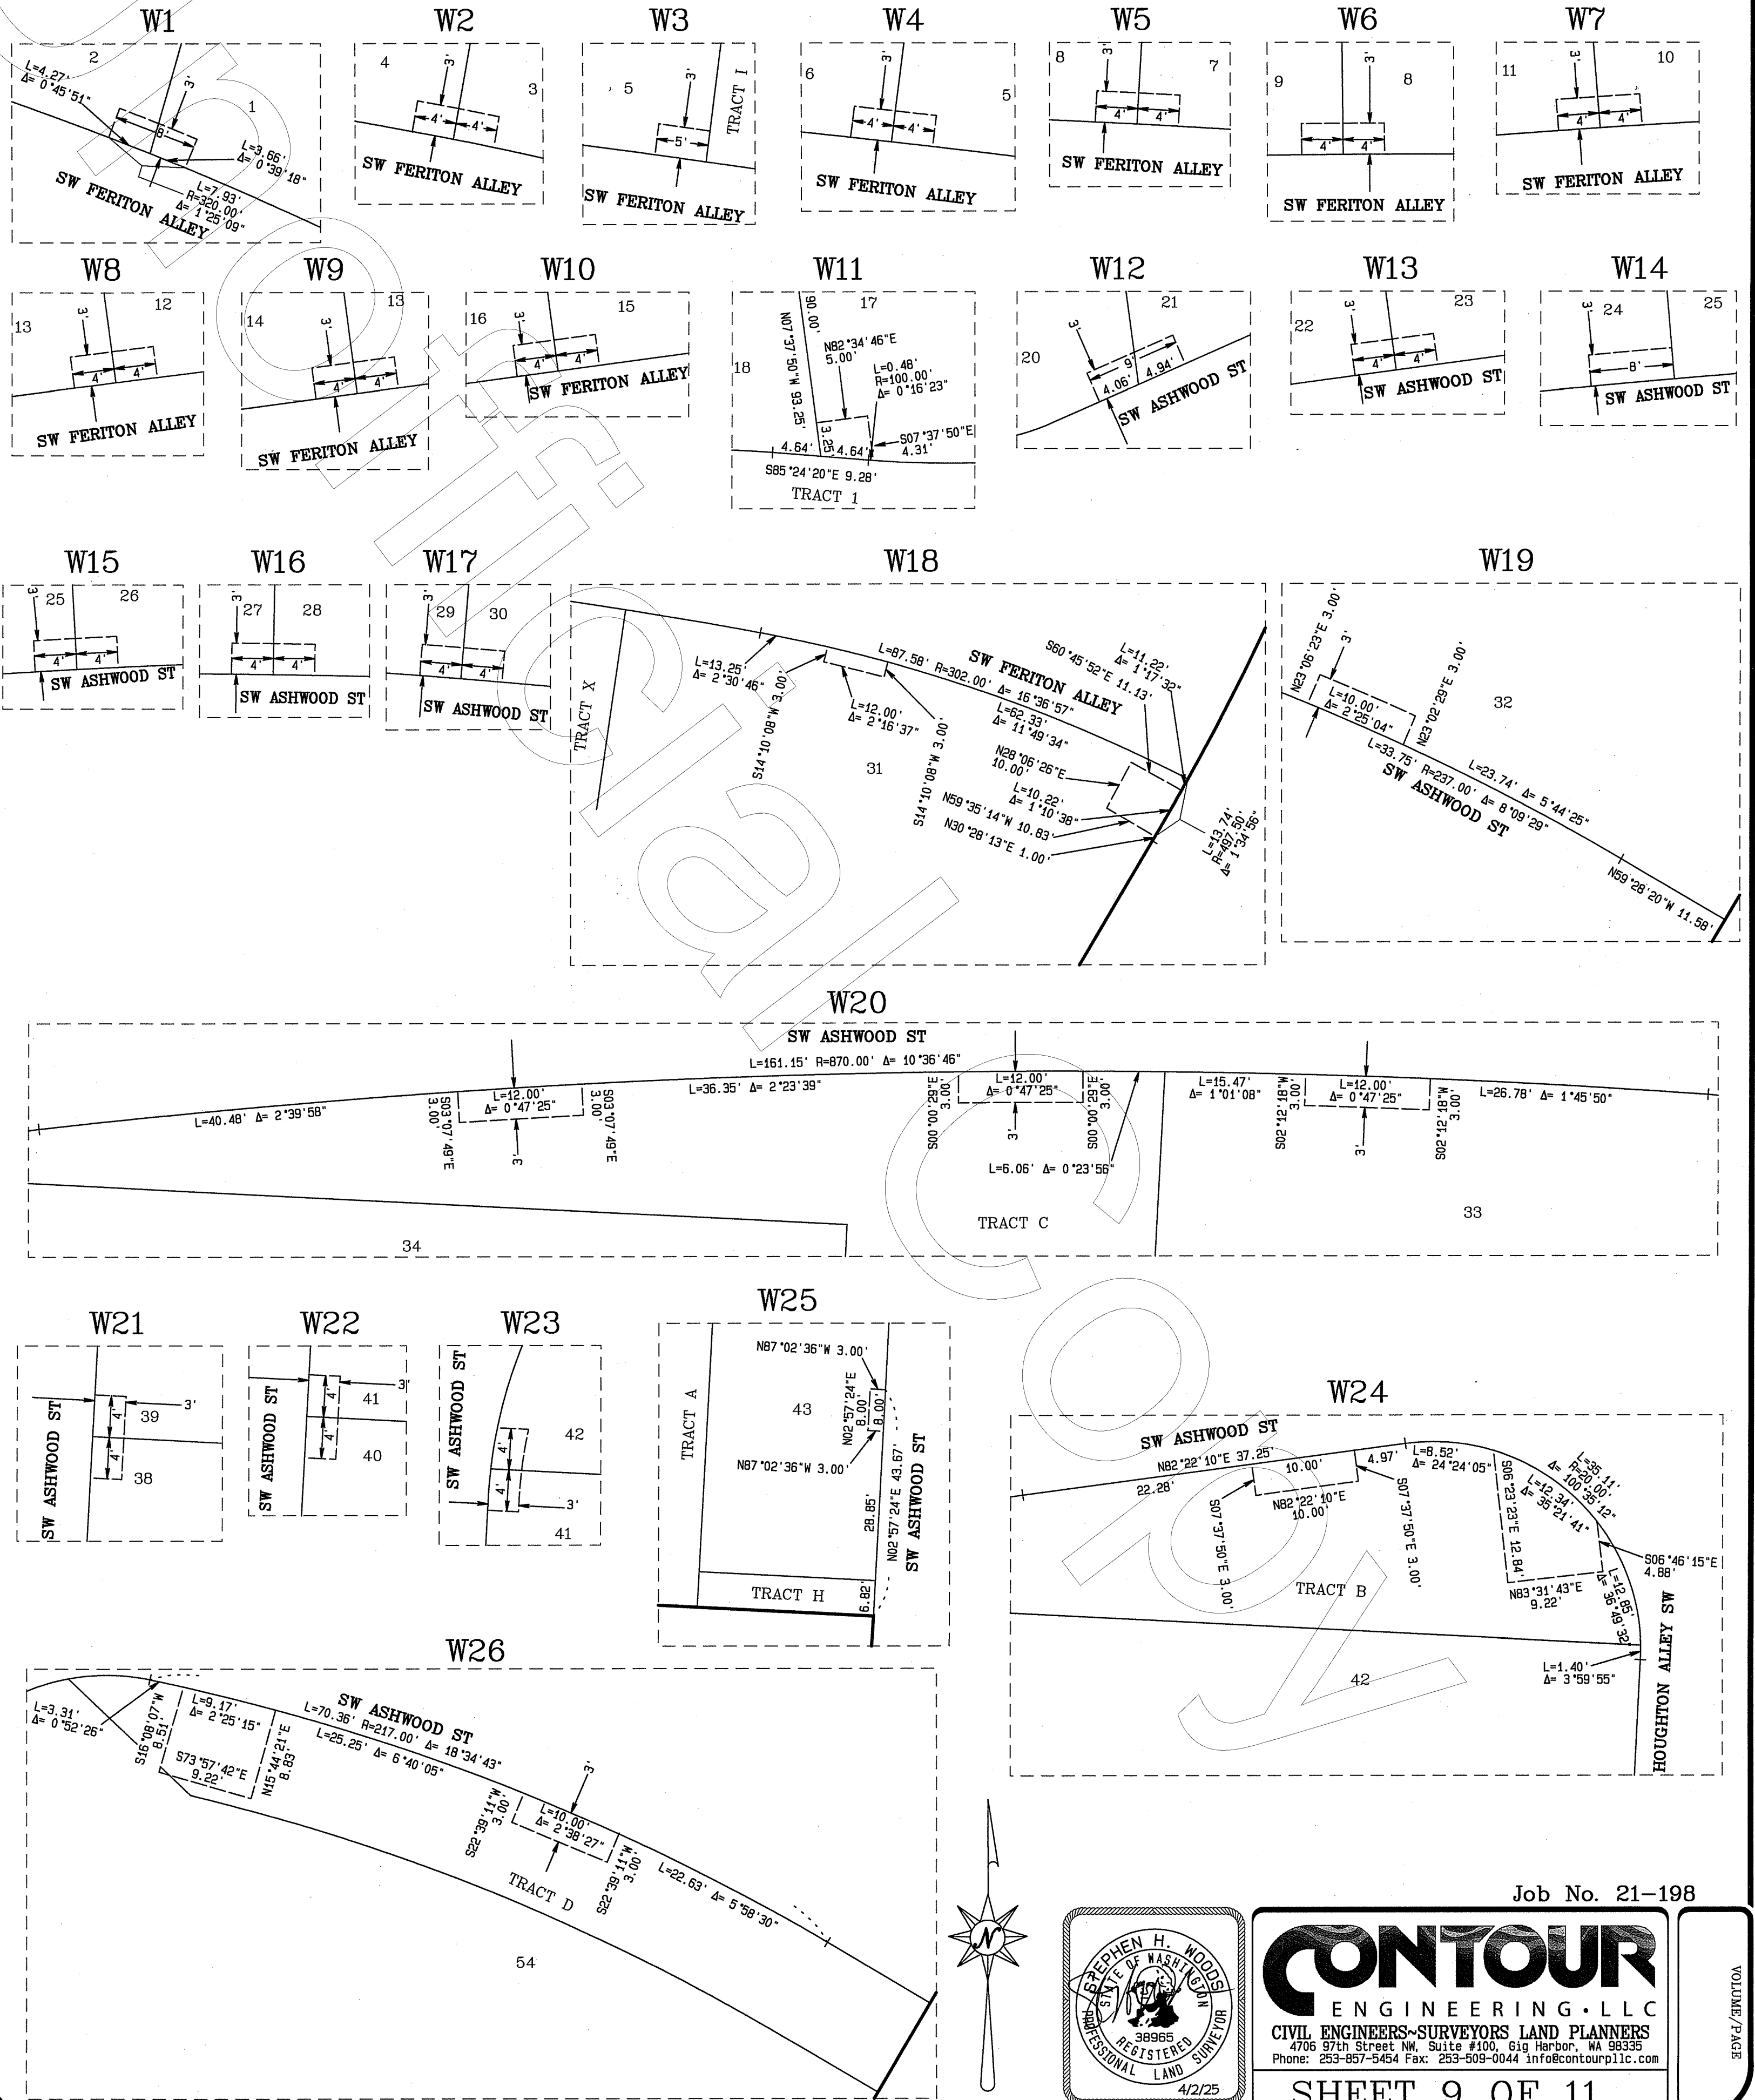 W1
2
1
L=4.27'
Δ= 0°45'51"
3'
8'
L=3.66'
Δ= 0°39'18"
L=7.93'
R=320.00'
Δ= 1°25'09"
SW FERITON ALLEY
W2
4
3
3'
4'
4'
SW FERITON ALLEY
W3
5
3'
5'
TRACT I
SW FERITON ALLEY
W4
6
5
3'
4'
4'
SW FERITON ALLEY
W5
8
7
3'
4'
4'
SW FERITON ALLEY
W6
9
8
3'
4'
4'
SW FERITON ALLEY
W7
11
10
3'
4'
4'
SW FERITON ALLEY
W8
13
12
3'
4'
4'
SW FERITON ALLEY
W9
14
13
3'
4'
4'
SW FERITON ALLEY
W10
16
15
3'
4'
4'
SW FERITON ALLEY
W11
18
17
90.00'
N07°37'50"W 93.25'
N82°34'46"E
5.00'
L=0.48'
R=100.00'
Δ= 0°16'23"
3.25'
S07°37'50"E
4.31'
4.64'
4.64'
S85°24'20"E 9.28'
TRACT 1
W12
20
21
3'
9'
4.06'
4.94'
SW ASHWOOD ST
W13
22
23
3'
4'
4'
SW ASHWOOD ST
W14
24
25
3'
8'
SW ASHWOOD ST
W15
25
26
3'
4'
4'
SW ASHWOOD ST
W16
27
28
3'
4'
4'
SW ASHWOOD ST
W17
29
30
3'
4'
4'
SW ASHWOOD ST
W18
TRACT X
L=13.25'
Δ= 2°30'46"
S14°10'08"W 3.00'
L=87.58' R=302.00' Δ= 16°36'57"
SW FERITON ALLEY
L=12.00'
Δ= 2°16'37"
S14°10'08"W 3.00'
31
L=62.33'
Δ= 11°49'34"
S60°45'52"E 11.13'
L=11.22'
Δ= 1°17'32"
N28°06'26"E
10.00'
L=10.22'
Δ= 1°10'38"
N59°35'14"W 10.83'
N30°28'13"E 1.00'
L=13.74'
R=497.50'
Δ= 1°34'56"
W19
N23°06'23"E 3.00'
3'
L=10.00'
Δ= 2°25'04"
N23°02'29"E 3.00'
32
L=23.74' Δ= 5°44'25"
L=33.75' R=237.00' Δ= 8°09'29"
SW ASHWOOD ST
N59°28'20"W 11.58'
W20
SW ASHWOOD ST
L=161.15' R=870.00' Δ= 10°36'46"
L=40.48' Δ= 2°39'58"
S03°07'49"E
3.00'
L=12.00'
Δ= 0°47'25"
3'
S03°07'49"E
3.00'
L=36.35' Δ= 2°23'39"
S00°00'29"E
3.00'
L=12.00'
Δ= 0°47'25"
3'
S00°00'29"E
3.00'
L=6.06' Δ= 0°23'56"
L=15.47'
Δ= 1°01'08"
S02°12'18"W
3.00'
L=12.00'
Δ= 0°47'25"
3'
S02°12'18"W
3.00'
L=26.78' Δ= 1°45'50"
34
TRACT C
33
W21
39
38
3'
4'
4'
SW ASHWOOD ST
W22
41
40
3'
4'
4'
SW ASHWOOD ST
W23
42
41
3'
4'
4'
SW ASHWOOD ST
W25
TRACT A
N87°02'36"W 3.00'
43
N02°57'24"E
8.00'
8.00'
N87°02'36"W 3.00'
28.85'
N02°57'24"E 43.67'
SW ASHWOOD ST
TRACT H
6.82'
W24
SW ASHWOOD ST
N82°22'10"E 37.25'
22.28'
10.00'
4.97'
N82°22'10"E
10.00'
S07°37'50"E 3.00'
S07°37'50"E 3.00'
L=8.52'
Δ= 24°24'05"
L=35.11'
R=20.00'
Δ= 100°35'12"
L=12.34'
Δ= 35°21'41"
S06°23'23"E 12.84'
S06°46'15"E
4.88'
N83°31'43"E
9.22'
L=12.85'
Δ= 36°49'32"
TRACT B
L=1.40'
Δ= 3°59'55"
42
HOUGHTON ALLEY SW
W26
L=3.31'
Δ= 0°52'26"
S16°08'07"W
8.51'
L=9.17'
Δ= 2°25'15"
S73°57'42"E
9.22'
N15°44'21"E
8.83'
SW ASHWOOD ST
L=70.36' R=217.00' Δ= 18°34'43"
L=25.25' Δ= 6°40'05"
3'
S22°39'11"W
3.00'
L=10.00'
Δ= 2°38'27"
S22°39'11"W
3.00'
L=22.63' Δ= 5°58'30"
TRACT D
54
N
Job No. 21-198
STEPHEN H. WOODS
STATE OF WASHINGTON
38965
REGISTERED
PROFESSIONAL LAND SURVEYOR
4/2/25
CONTOUR
ENGINEERING•LLC
CIVIL ENGINEERS~SURVEYORS LAND PLANNERS
4706 97th Street NW, Suite #100, Gig Harbor, WA 98335
Phone: 253-857-5454 Fax: 253-509-0044 info@contourpllc.com
SHEET 9 OF 11
VOLUME/PAGE
Unofficial Copy